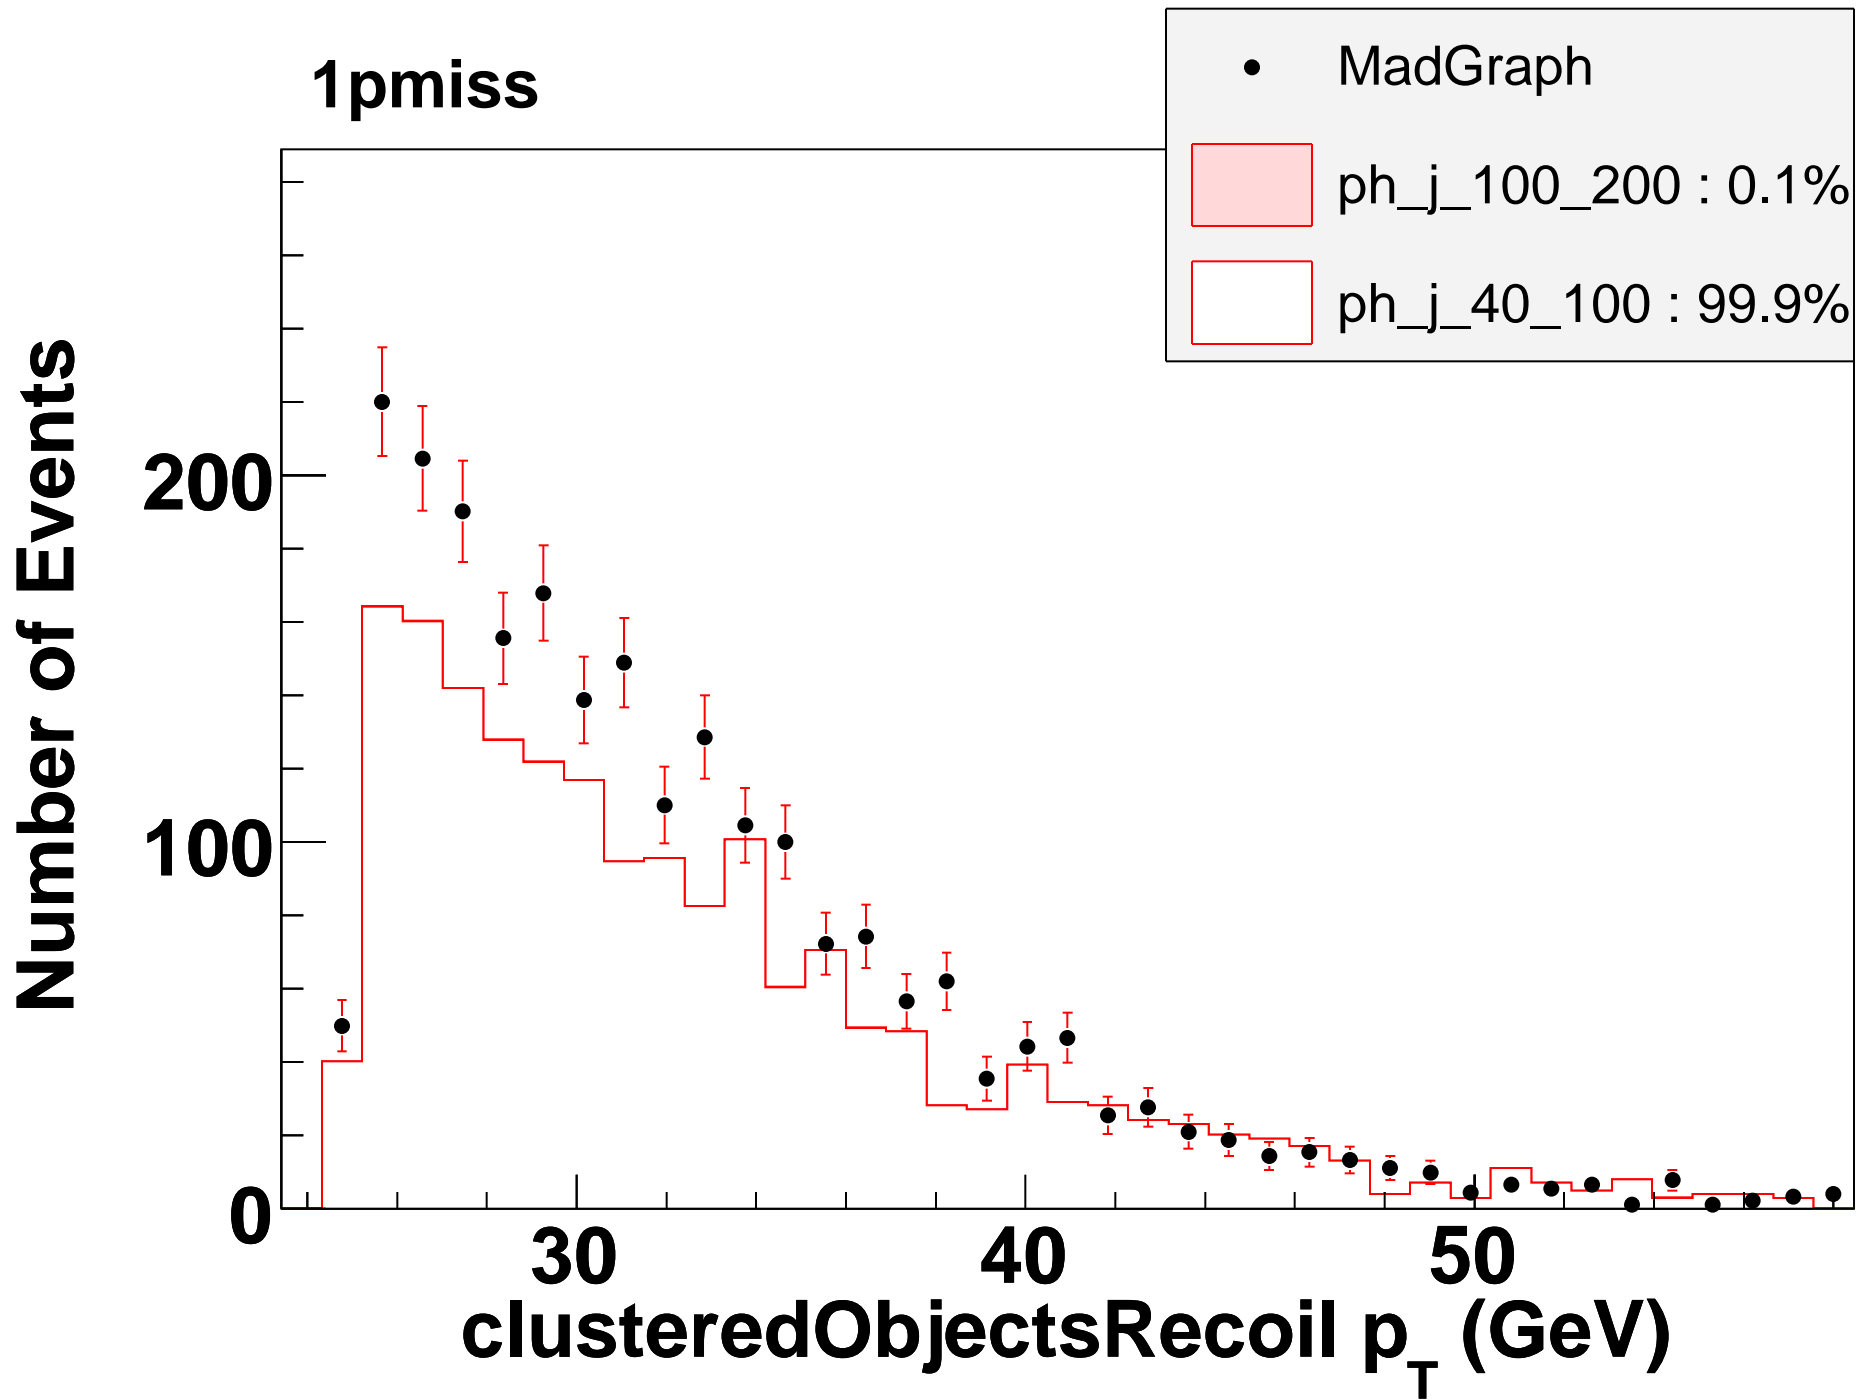 1pmiss
MadGraph
ph_j_100_200 : 0.1%
ph_j_40_100 : 99.9%
Number of Events
200
100
0
30 40 50
clusteredObjectsRecoil p_T (GeV)